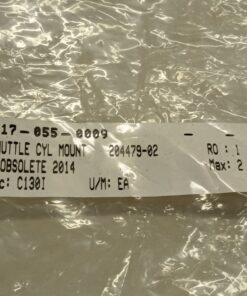 17-055-0009 - -
UTTLE CYL MOUNT 204479-02 RO: 1
OBSOLETE 2014 Max: 2
c: C130I U/M: EA